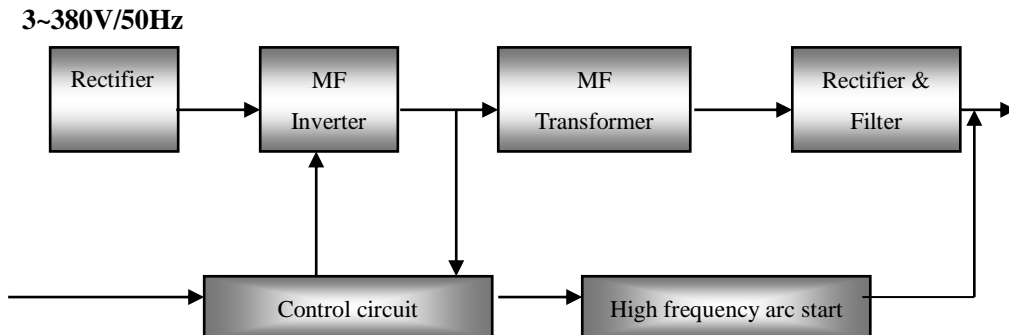 3~380V/50Hz
Rectifier
MF
Inverter
MF
Transformer
Rectifier &
Filter
Control circuit
High frequency arc start